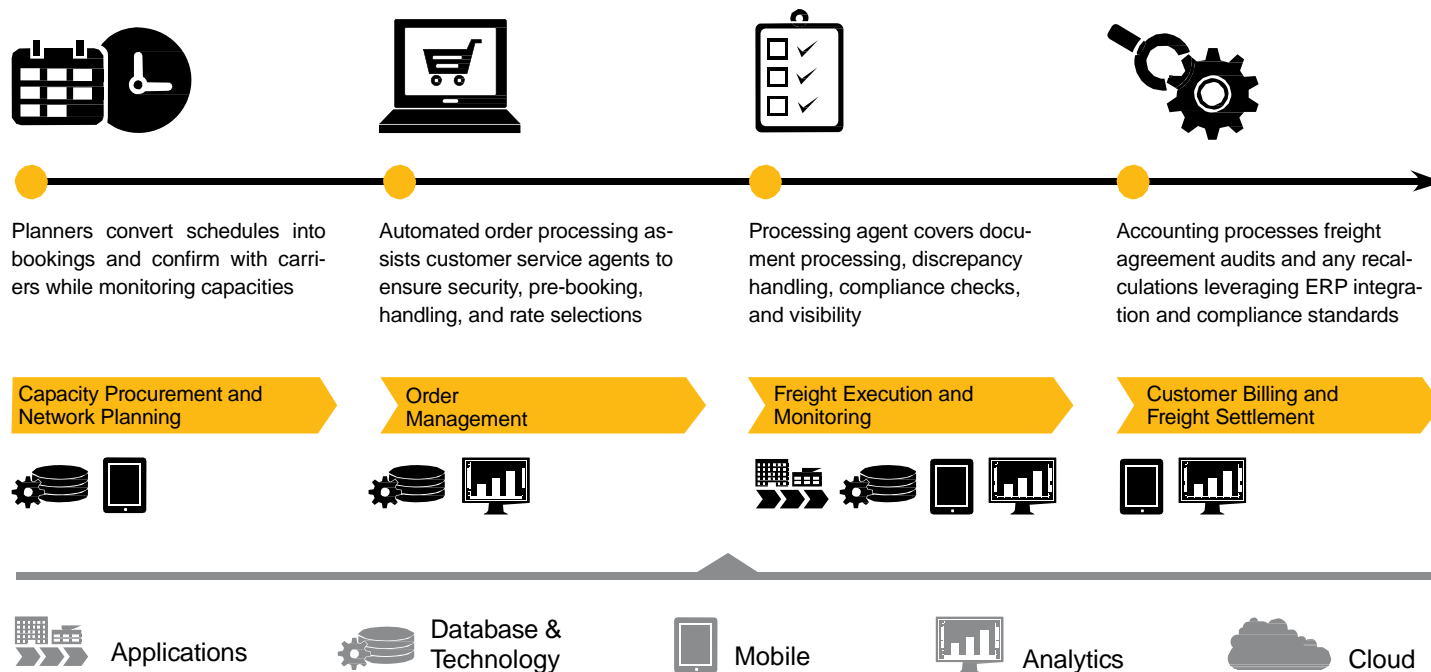 Planners convert schedules into
bookings and confirm with carri-
ers while monitoring capacities
Automated order processing as-
sists customer service agents to
ensure security, pre-booking,
handling, and rate selections
Processing agent covers docu-
ment processing, discrepancy
handling, compliance checks,
and visibility
Accounting processes freight
agreement audits and any recal-
culations leveraging ERP integra-
tion and compliance standards
Capacity Procurement and
Network Planning
Order
Management
Freight Execution and
Monitoring
Customer Billing and
Freight Settlement
Applications
Database &
Technology
Mobile
Analytics
Cloud